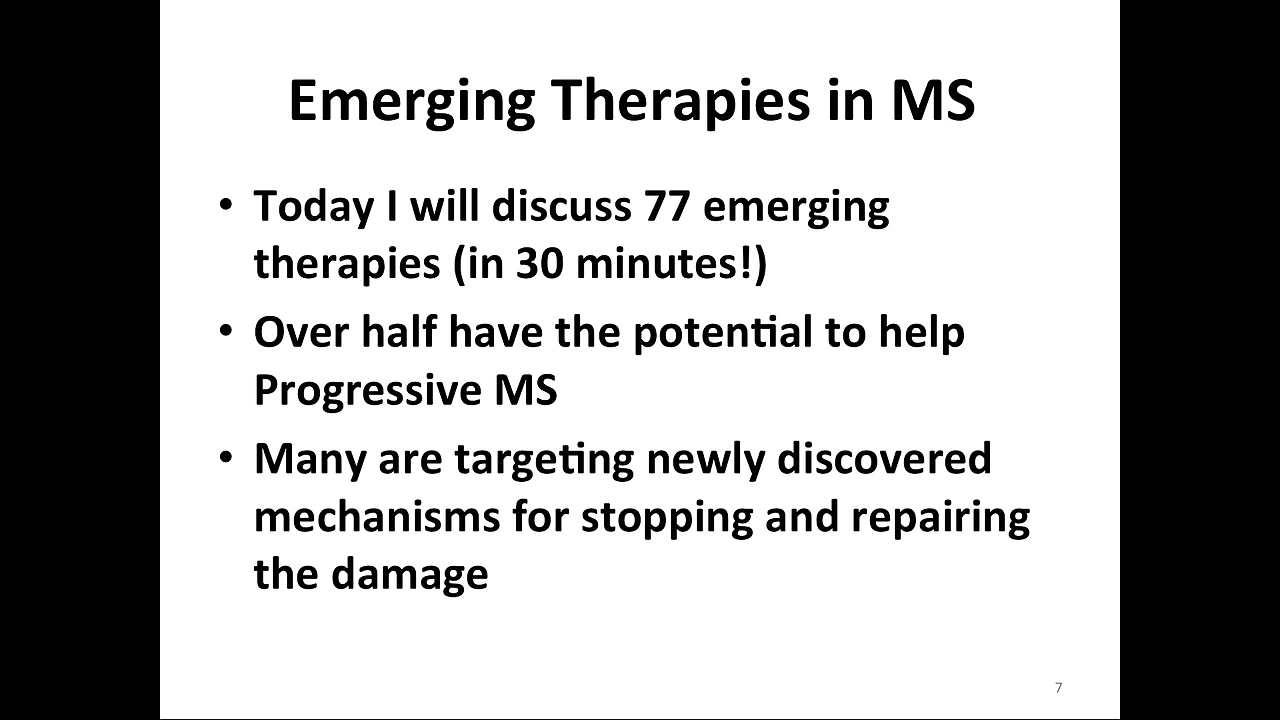 Emerging Therapies in MS
• Today I will discuss 77 emerging
therapies (in 30 minutes!)
• Over half have the potential to help
Progressive MS
• Many are targeting newly discovered
mechanisms for stopping and repairing
the damage
7